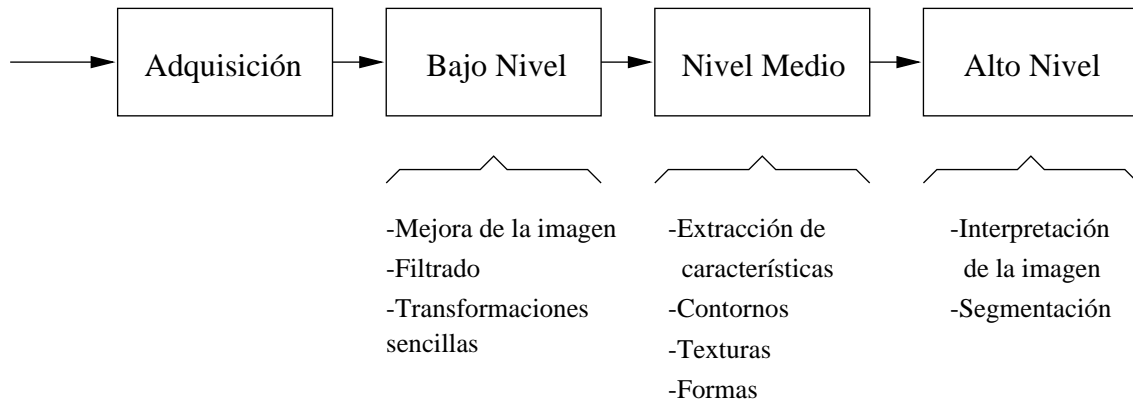 Adquisición
Bajo Nivel
Nivel Medio
Alto Nivel
-Mejora de la imagen
-Filtrado
-Transformaciones
sencillas
-Extracción de
características
-Contornos
-Texturas
-Formas
-Interpretación
de la imagen
-Segmentación